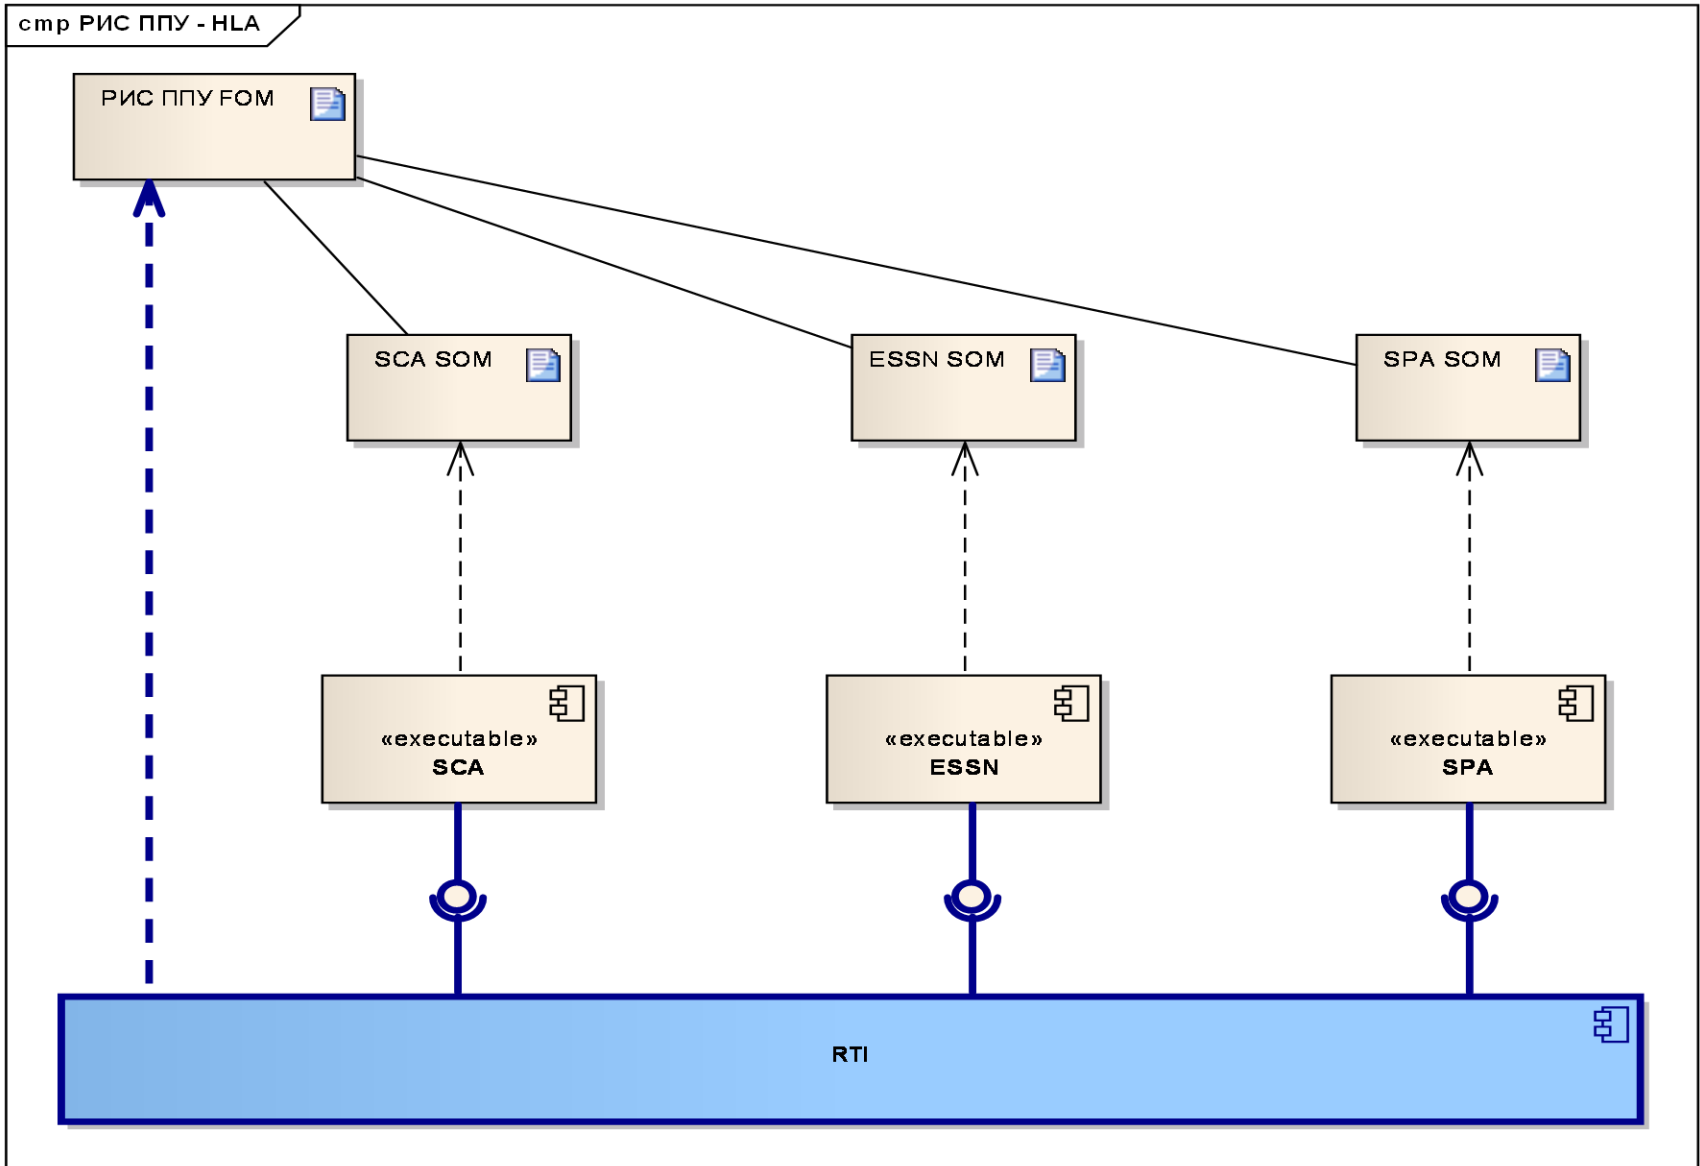 cmp РИС ППУ - HLA
РИС ППУ FOM
SCA SOM
ESSN SOM
SPA SOM
«executable»
SCA
«executable»
ESSN
«executable»
SPA
RTI